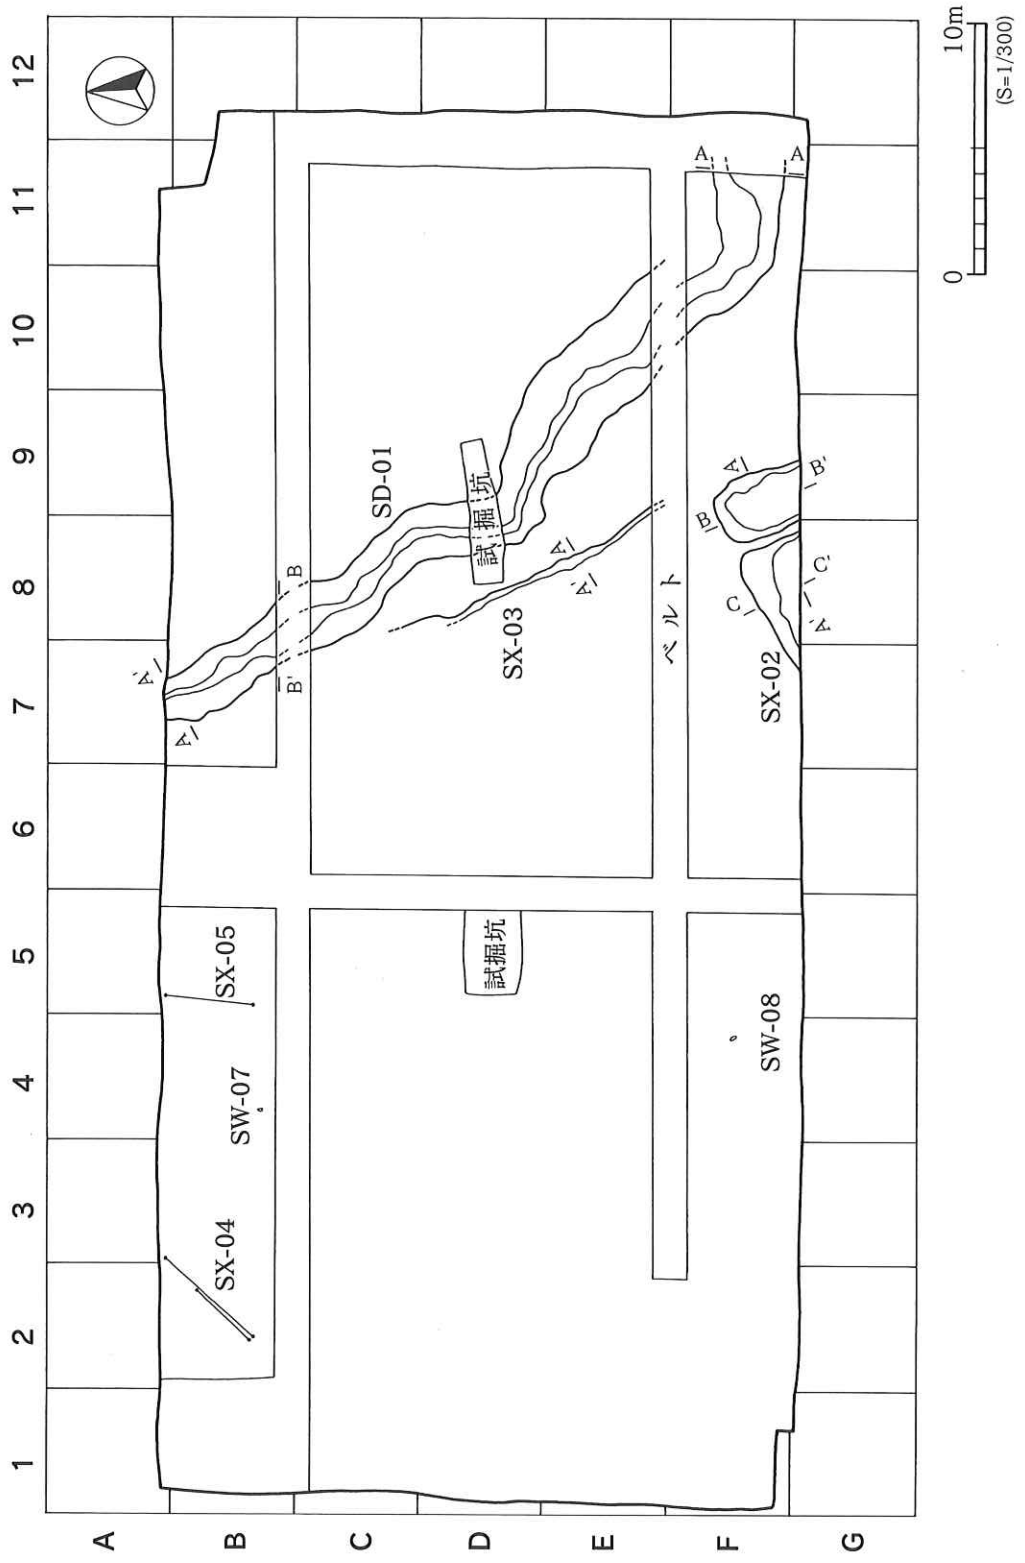 1 2 3 4 5 6 7 8 9 10 11 12
A
B
C
D
E
F
G
SX-04
SW-07
SX-05
A
A'
B'
B
SD-01
試掘坑
試掘坑
SX-03
A'
A
ベルト
SW-08
SX-02
C
C'
A'
B
B'
A
A
A
0 10m
(S=1/300)